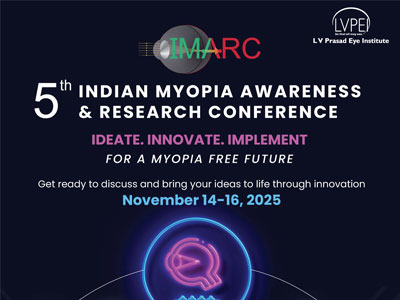 LVPEI
L V Prasad Eye Institute
IMARC
5th INDIAN MYOPIA AWARENESS
& RESEARCH CONFERENCE
IDEATE. INNOVATE. IMPLEMENT
FOR A MYOPIA FREE FUTURE
Get ready to discuss and bring your ideas to life through innovation
November 14-16, 2025